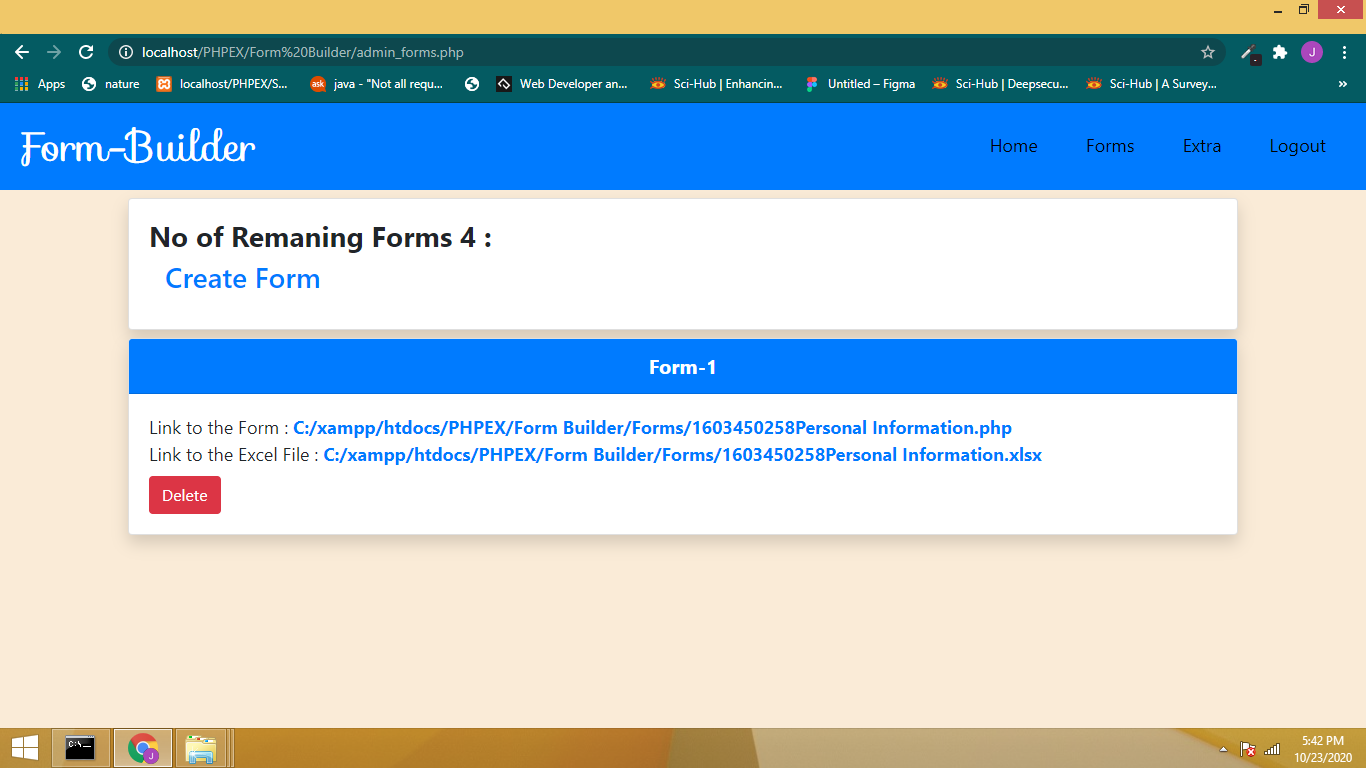 localhost/PHPEX/Form%20Builder/admin_forms.php
J
Apps nature localhost/PHPEX/S... ask java - "Not all requ... Web Developer an... Sci-Hub | Enhancin... Untitled – Figma Sci-Hub | Deepsecu... Sci-Hub | A Survey... »
Form-Builder Home Forms Extra Logout
No of Remaning Forms 4 :
Create Form
Form-1
Link to the Form : C:/xampp/htdocs/PHPEX/Form Builder/Forms/1603450258Personal Information.php
Link to the Excel File : C:/xampp/htdocs/PHPEX/Form Builder/Forms/1603450258Personal Information.xlsx
Delete
C:\
J
5:42 PM
10/23/2020